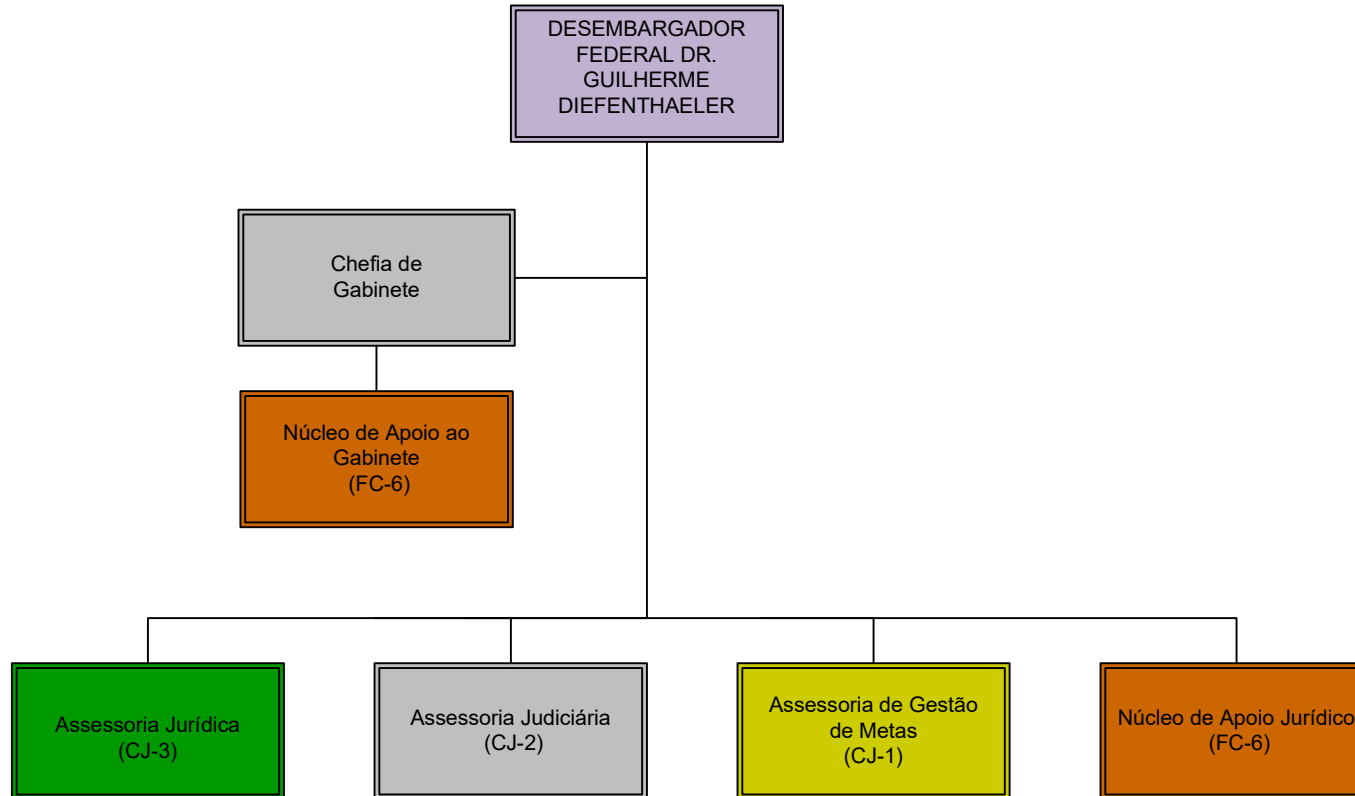 DESEMBARGADOR
FEDERAL DR.
GUILHERME
DIEFENTHAELER
Chefia de
Gabinete
Núcleo de Apoio ao
Gabinete
(FC-6)
Assessoria Jurídica
(CJ-3)
Assessoria Judiciária
(CJ-2)
Assessoria de Gestão
de Metas
(CJ-1)
Núcleo de Apoio Jurídico
(FC-6)